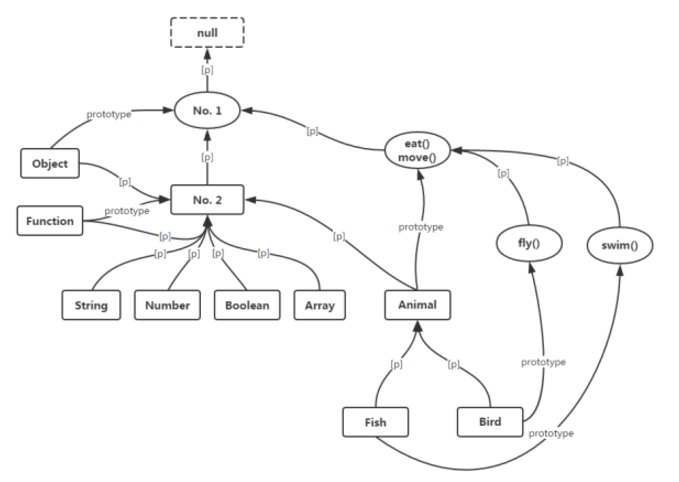 null
[p]
prototype
No. 1
[p]
eat()
move()
Object
[p]
[p]
[p]
[p]
prototype
No. 2
Function
prototype
[p]
[p]
fly()
swim()
[p]
[p]
[p]
[p]
String
Number
Boolean
Array
Animal
[p]
[p]
prototype
Fish
Bird
prototype